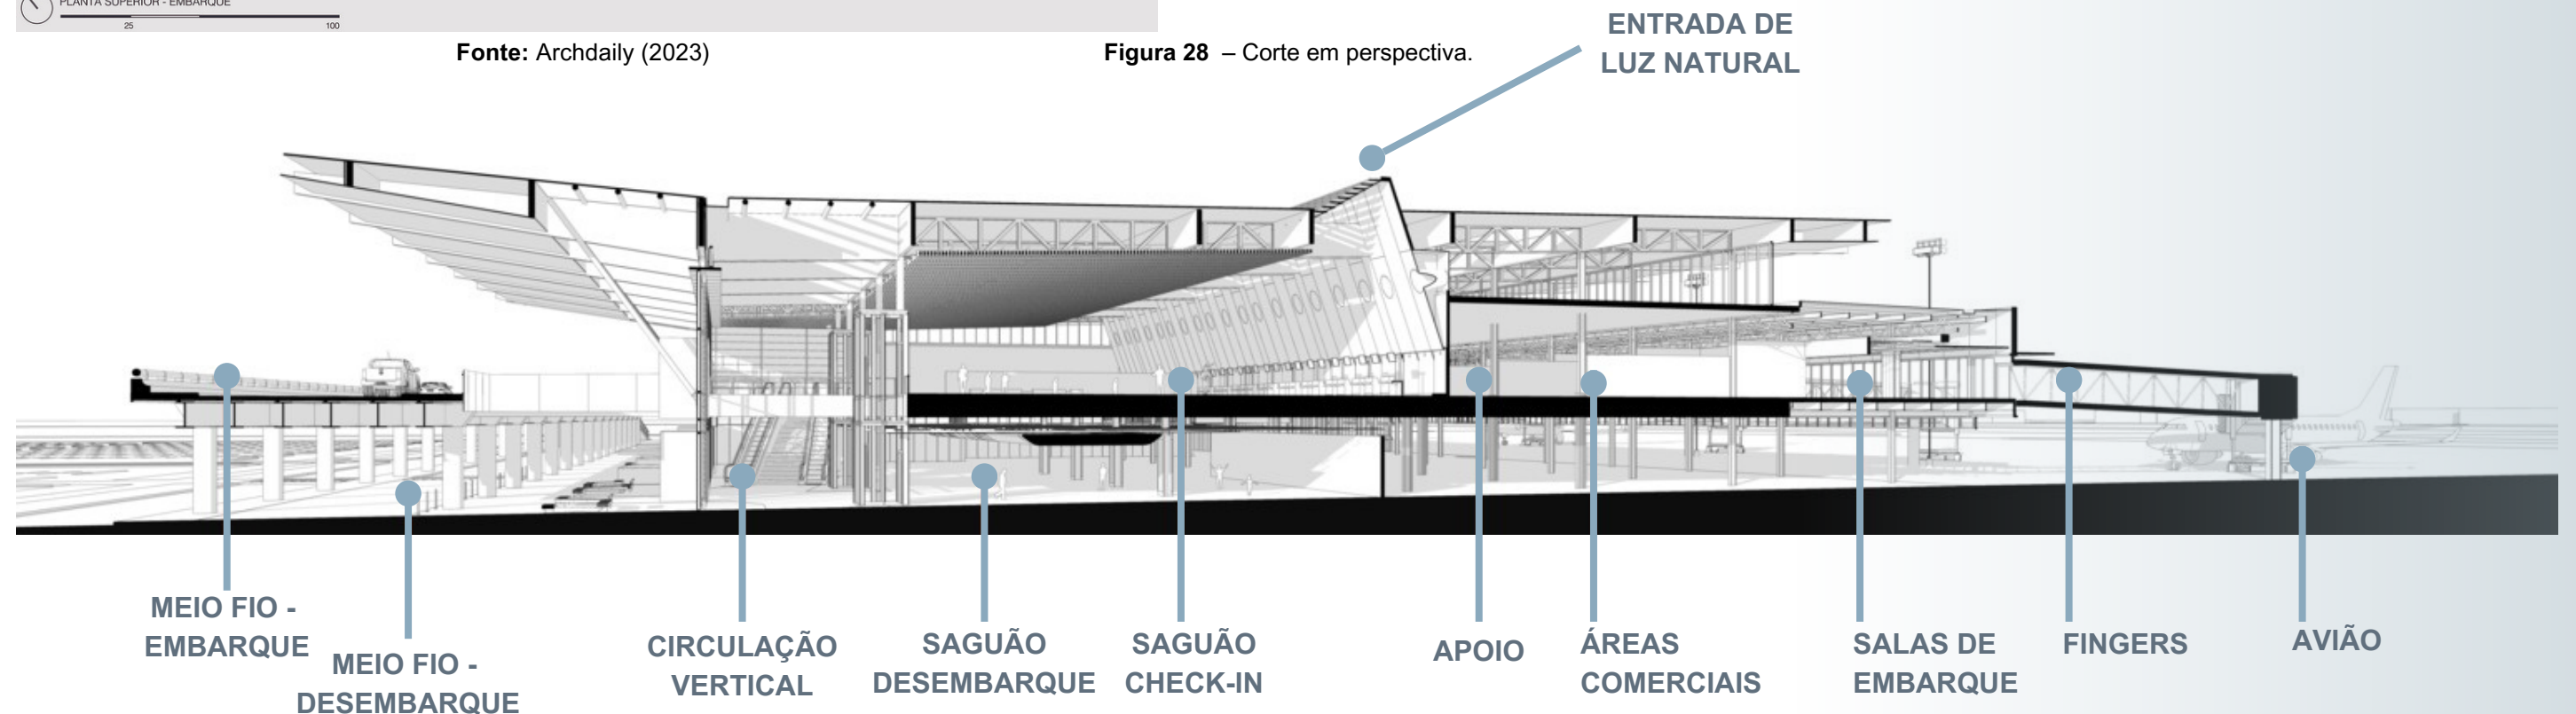 PLANTA SUPERIOR - EMBARQUE
25 100
Fonte: Archdaily (2023)
Figura 28 – Corte em perspectiva.
ENTRADA DE
LUZ NATURAL
MEIO FIO -
EMBARQUE
MEIO FIO -
DESEMBARQUE
CIRCULAÇÃO
VERTICAL
SAGUÃO
DESEMBARQUE
SAGUÃO
CHECK-IN
APOIO
ÁREAS
COMERCIAIS
SALAS DE
EMBARQUE
FINGERS
AVIÃO